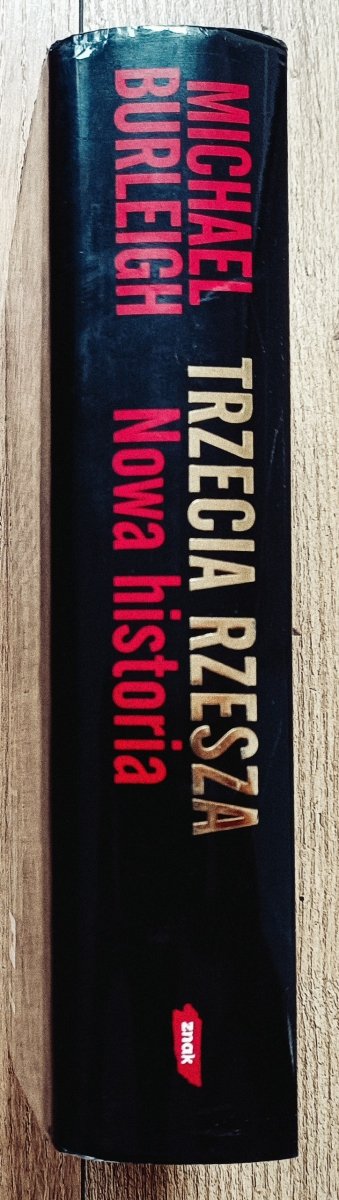 MICHAEL
BURLEIGH
TRZECIA RZESZA
Nowa historia
znak